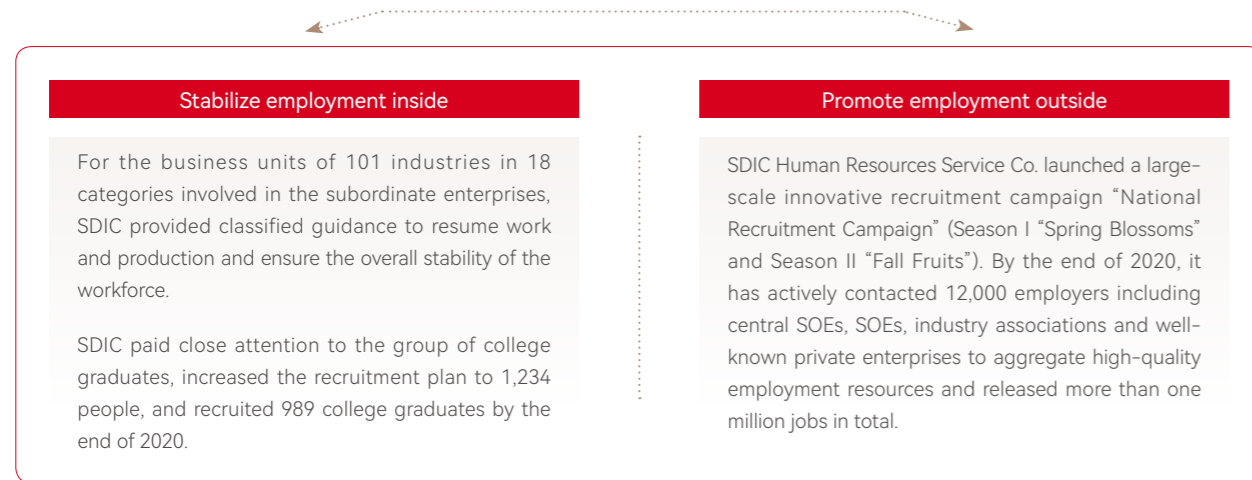 Stabilize employment inside
For the business units of 101 industries in 18
categories involved in the subordinate enterprises,
SDIC provided classified guidance to resume work
and production and ensure the overall stability of the
workforce.
SDIC paid close attention to the group of college
graduates, increased the recruitment plan to 1,234
people, and recruited 989 college graduates by the
end of 2020.
Promote employment outside
SDIC Human Resources Service Co. launched a large-
scale innovative recruitment campaign “National
Recruitment Campaign” (Season I “Spring Blossoms”
and Season II “Fall Fruits”). By the end of 2020, it
has actively contacted 12,000 employers including
central SOEs, SOEs, industry associations and well-
known private enterprises to aggregate high-quality
employment resources and released more than one
million jobs in total.